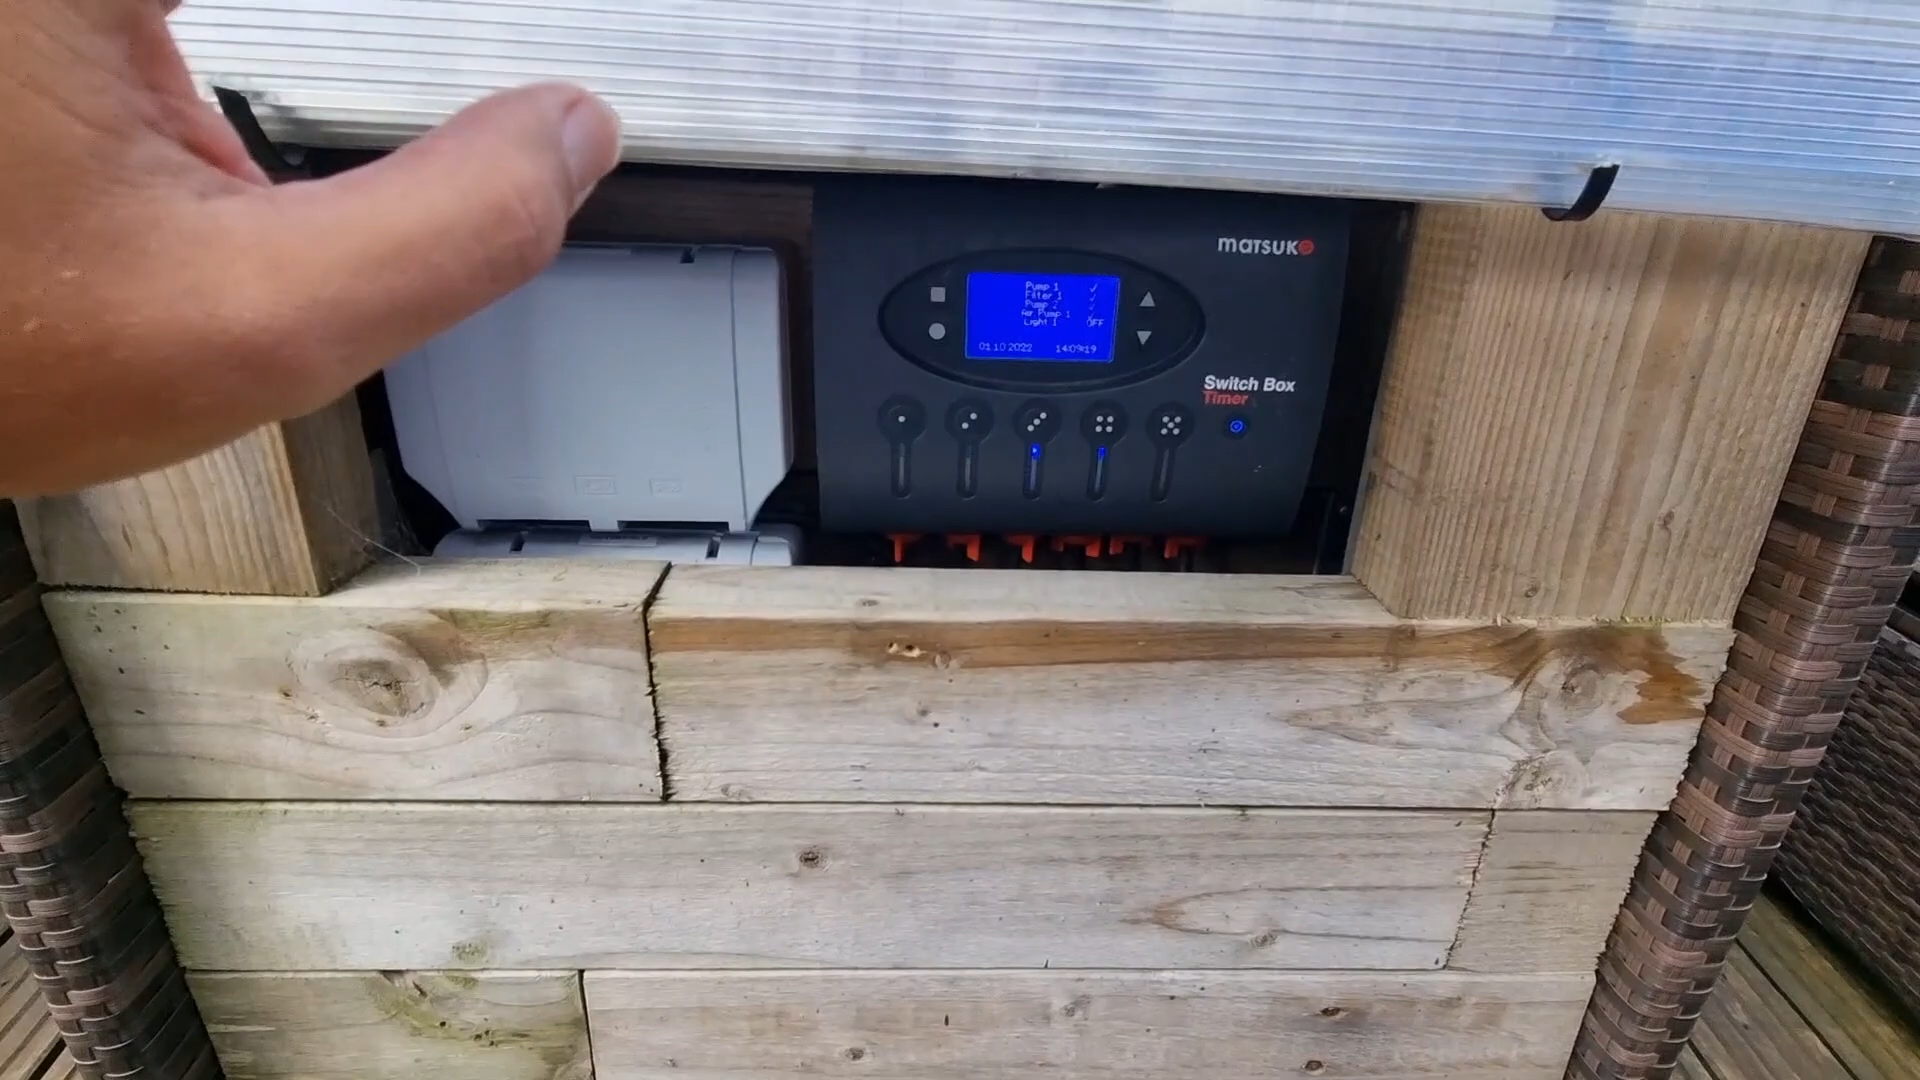 matsuko
Pump 1 ✓
Filter 1 ✓
Pump 2 ✓
Air Pump 1 ✓
Light 1 OFF
01.10.2022 14:09:19
Switch Box
Timer